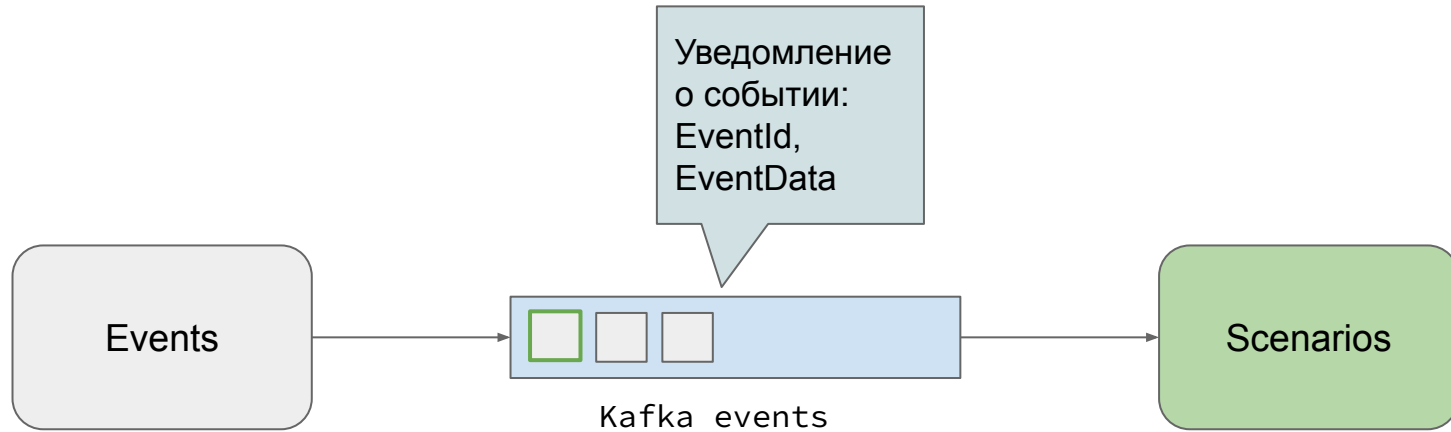 Уведомление
о событии:
EventId,
EventData
Events
Scenarios
Kafka events